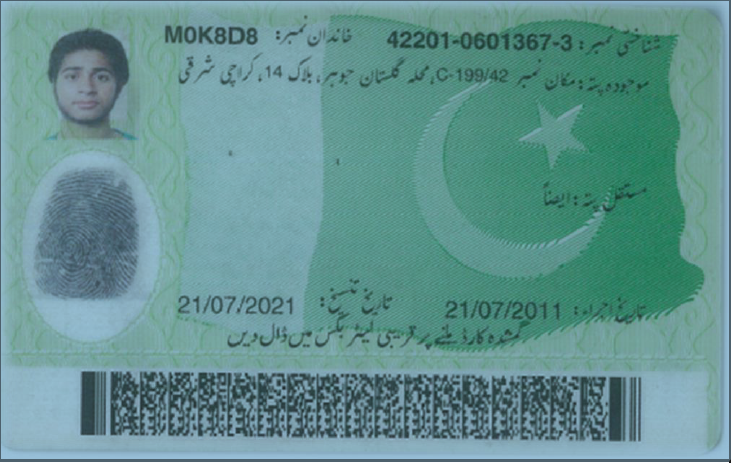 شناختی نمبر: 42201-0601367-3 خاندان نمبر: M0K8D8
موجودہ پتہ: مکان نمبر C-199/42، محلہ گلستان جوہر، بلاک 14، کراچی شرقی
مستقل پتہ: ایضاً
تاریخ اجراء: 21/07/2011 تاریخ تنسیخ: 21/07/2021
گمشدہ کارڈ ملنے پر قریبی لیٹر بکس میں ڈال دیں